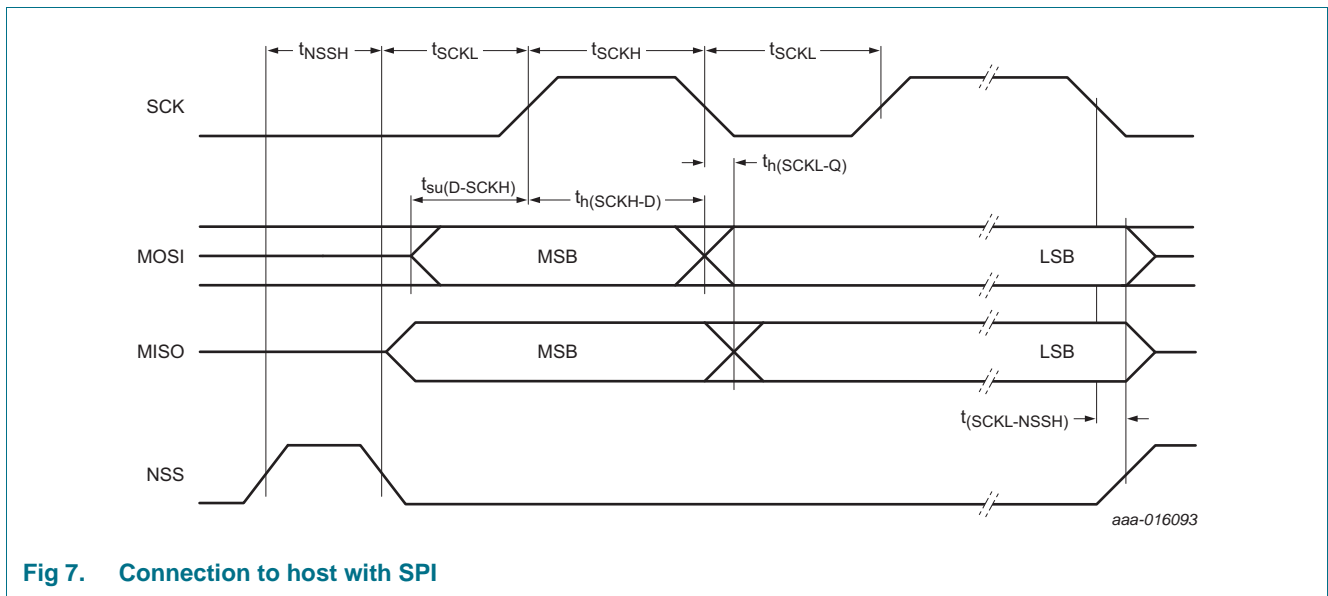 tNSSH tSCKL tSCKH tSCKL
SCK
th(SCKL-Q)
tsu(D-SCKH)
th(SCKH-D)
MOSI MSB LSB
MISO MSB LSB
t(SCKL-NSSH)
NSS
aaa-016093
Fig 7. Connection to host with SPI